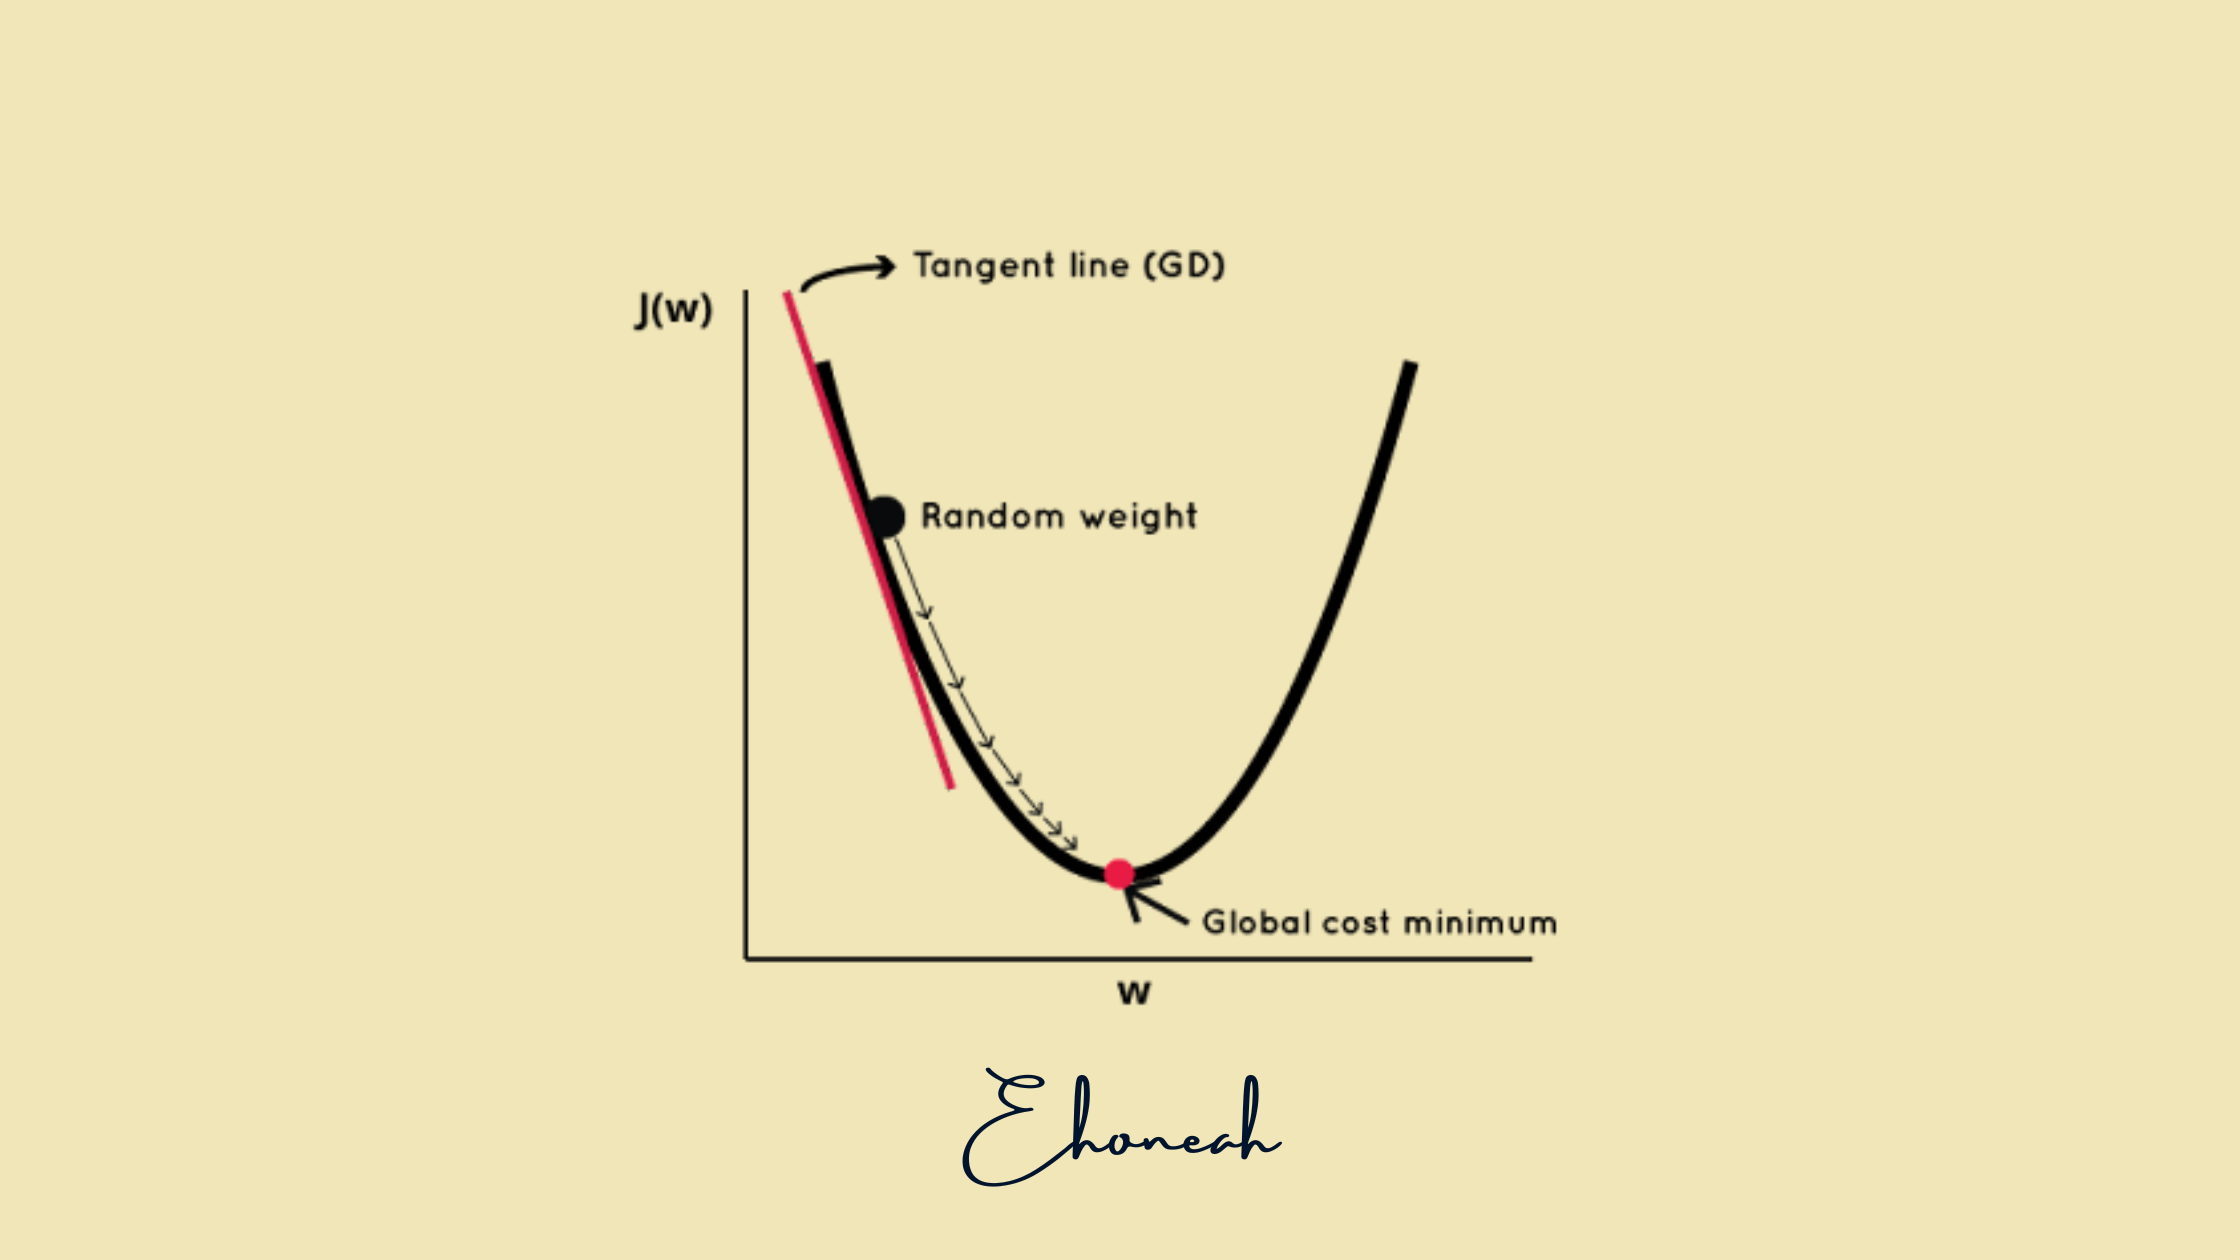 Tangent line (GD)
J(w)
Random weight
Global cost minimum
w
Ehoneah